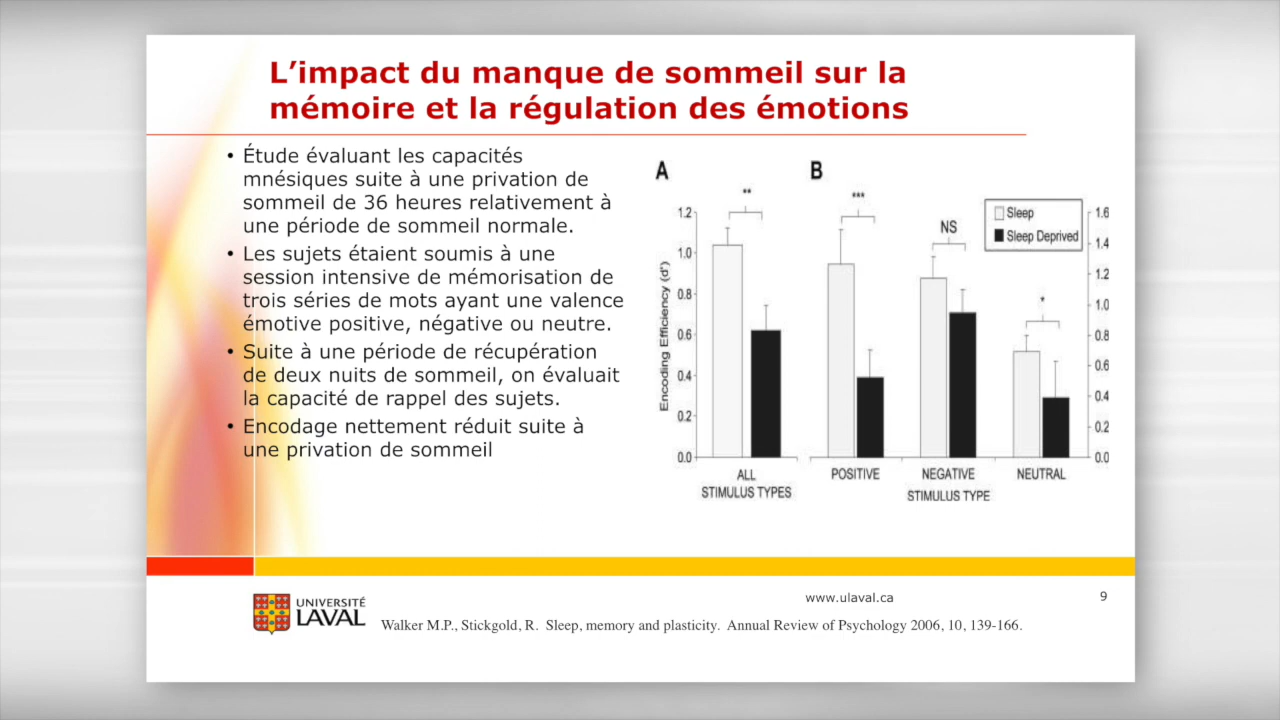 L’impact du manque de sommeil sur la
mémoire et la régulation des émotions
• Étude évaluant les capacités
mnésiques suite à une privation de
sommeil de 36 heures relativement à
une période de sommeil normale.
• Les sujets étaient soumis à une
session intensive de mémorisation de
trois séries de mots ayant une valence
émotive positive, négative ou neutre.
• Suite à une période de récupération
de deux nuits de sommeil, on évaluait
la capacité de rappel des sujets.
• Encodage nettement réduit suite à
une privation de sommeil
A
**
1.2
1.0
0.8
0.6
0.4
0.2
0.0
Encoding Efficiency (d')
ALL
STIMULUS TYPES
B
***
NS
*
Sleep
Sleep Deprived
1.6
1.4
1.2
1.0
0.8
0.6
0.4
0.2
0.0
POSITIVE NEGATIVE NEUTRAL
STIMULUS TYPE
UNIVERSITÉ
LAVAL
www.ulaval.ca
9
Walker M.P., Stickgold, R. Sleep, memory and plasticity. Annual Review of Psychology 2006, 10, 139-166.